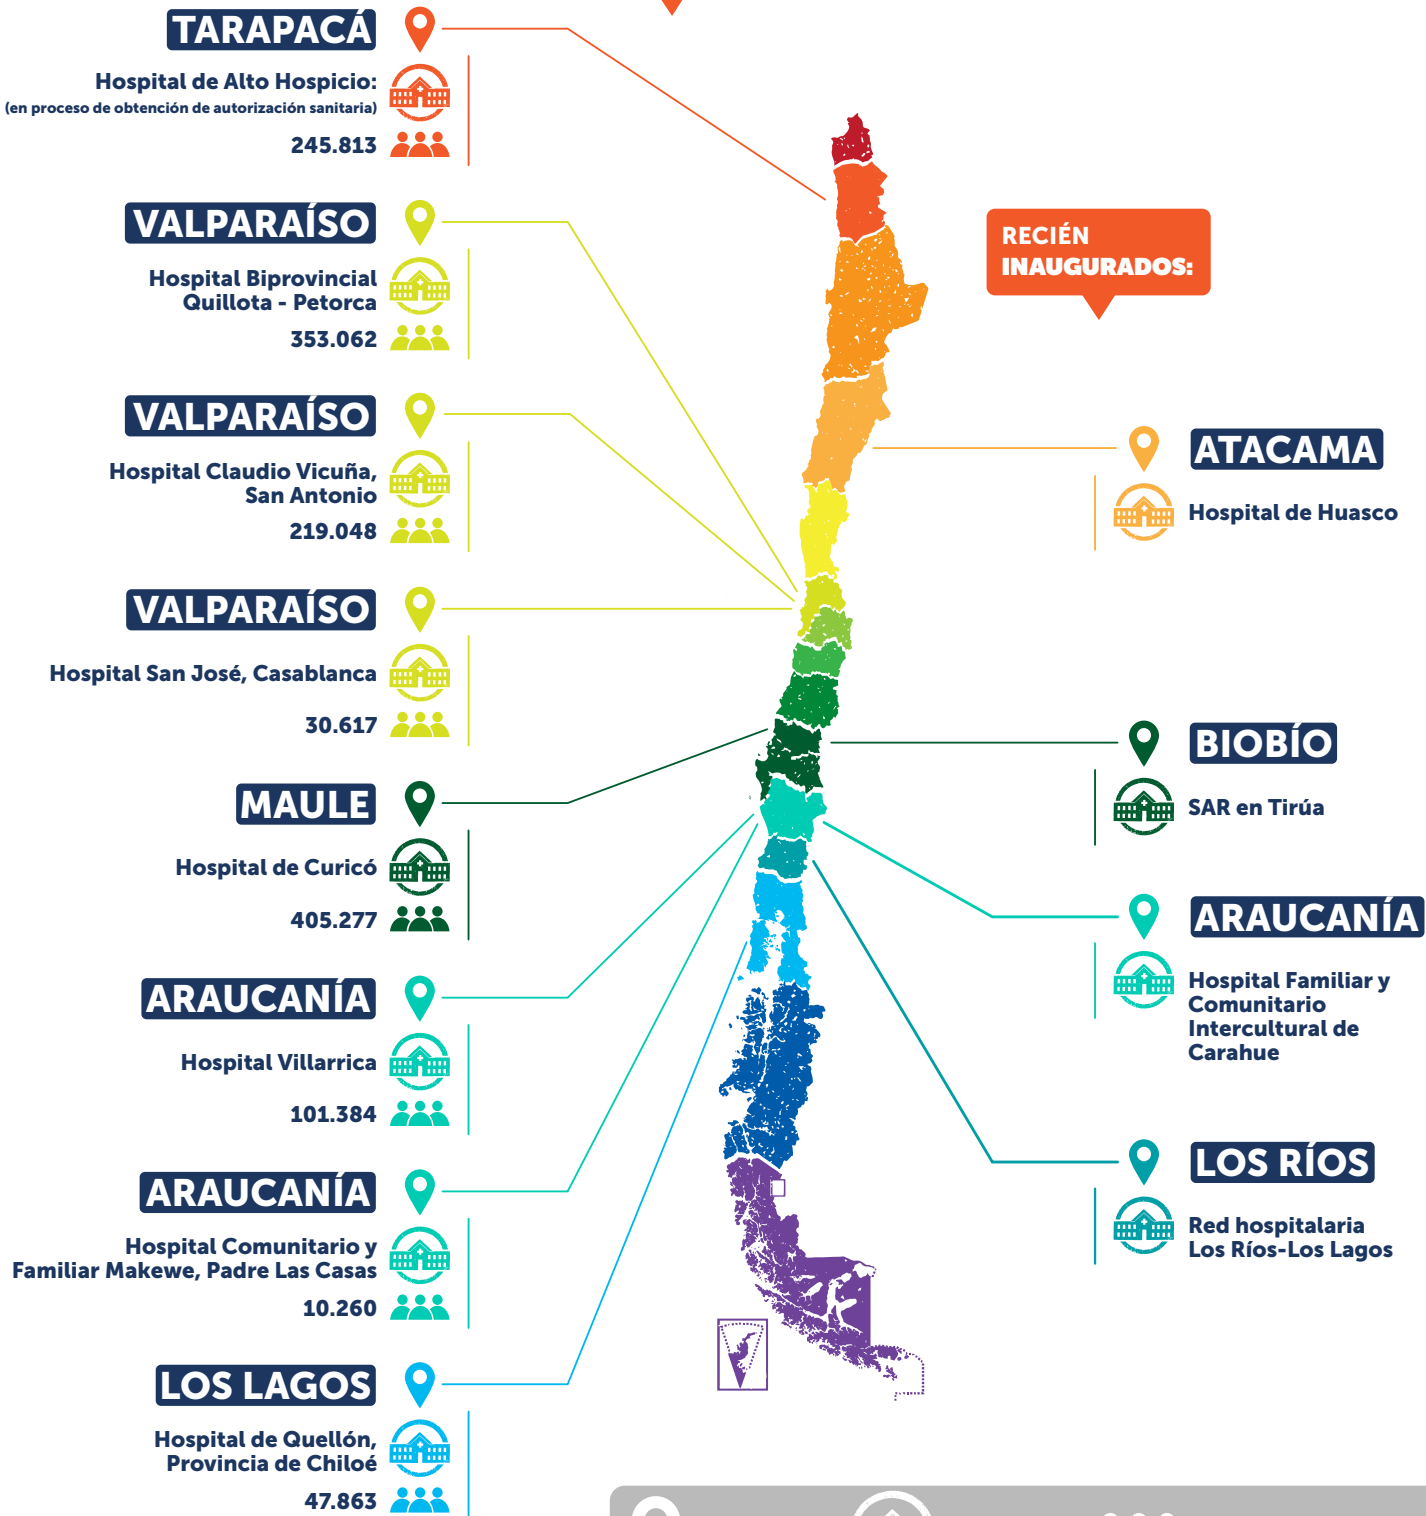 TARAPACÁ
Hospital de Alto Hospicio:
(en proceso de obtención de autorización sanitaria)
245.813
VALPARAÍSO
Hospital Biprovincial
Quillota - Petorca
353.062
VALPARAÍSO
Hospital Claudio Vicuña,
San Antonio
219.048
VALPARAÍSO
Hospital San José, Casablanca
30.617
MAULE
Hospital de Curicó
405.277
ARAUCANÍA
Hospital Villarrica
101.384
ARAUCANÍA
Hospital Comunitario y
Familiar Makewe, Padre Las Casas
10.260
LOS LAGOS
Hospital de Quellón,
Provincia de Chiloé
47.863
RECIÉN
INAUGURADOS:
ATACAMA
Hospital de Huasco
BIOBÍO
SAR en Tirúa
ARAUCANÍA
Hospital Familiar y
Comunitario
Intercultural de
Carahue
LOS RÍOS
Red hospitalaria
Los Ríos-Los Lagos